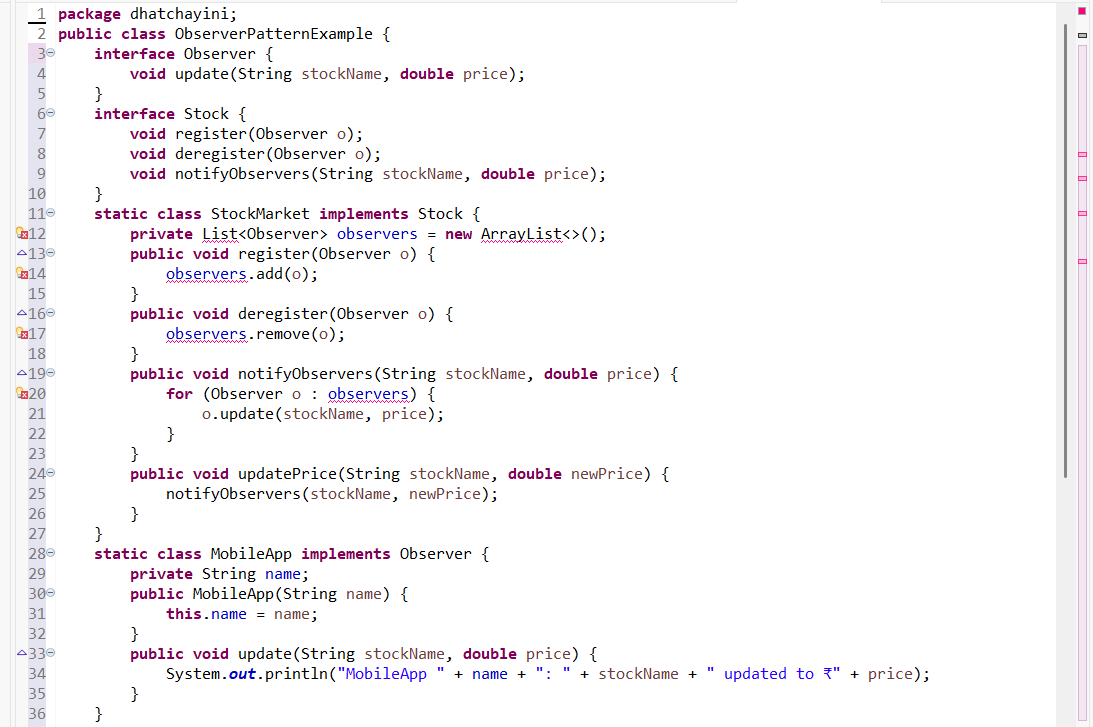 1 package dhatchayini;
2 public class ObserverPatternExample {
3 interface Observer {
4 void update(String stockName, double price);
5 }
6 interface Stock {
7 void register(Observer o);
8 void deregister(Observer o);
9 void notifyObservers(String stockName, double price);
10 }
11 static class StockMarket implements Stock {
12 private List<Observer> observers = new ArrayList<>();
13 public void register(Observer o) {
14 observers.add(o);
15 }
16 public void deregister(Observer o) {
17 observers.remove(o);
18 }
19 public void notifyObservers(String stockName, double price) {
20 for (Observer o : observers) {
21 o.update(stockName, price);
22 }
23 }
24 public void updatePrice(String stockName, double newPrice) {
25 notifyObservers(stockName, newPrice);
26 }
27 }
28 static class MobileApp implements Observer {
29 private String name;
30 public MobileApp(String name) {
31 this.name = name;
32 }
33 public void update(String stockName, double price) {
34 System.out.println("MobileApp " + name + ": " + stockName + " updated to ₹" + price);
35 }
36 }